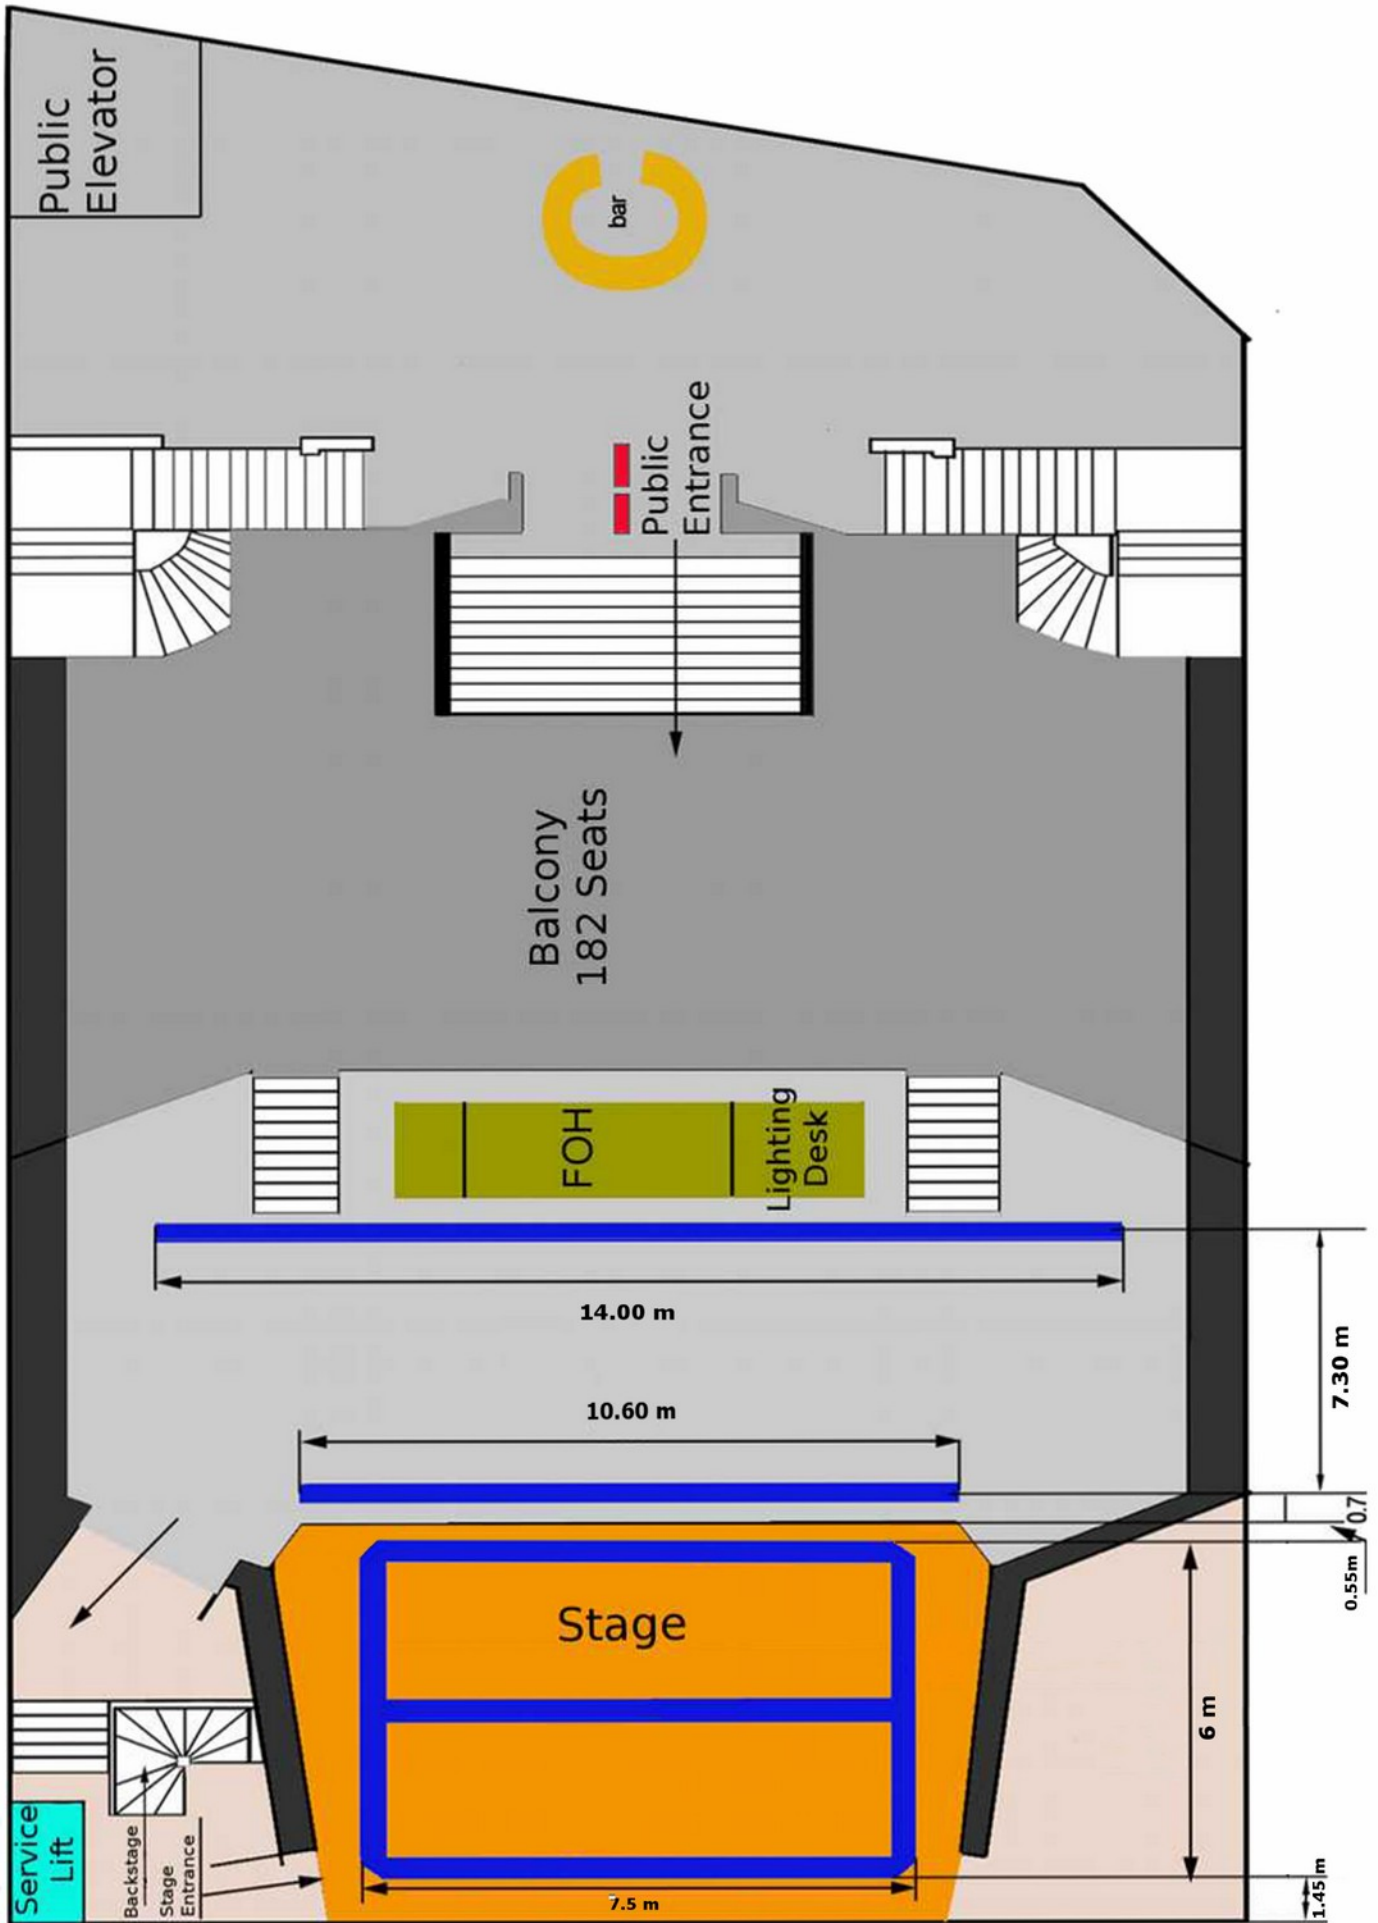 Public
Elevator
bar
Public
Entrance
Balcony
182 Seats
FOH
Lighting
Desk
14.00 m
7.30 m
10.60 m
0.7
0.55m
Stage
6 m
Service
Lift
Backstage
Stage
Entrance
7.5 m
1.45 m